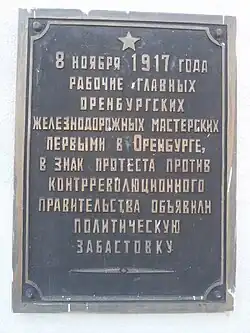 8 ноября 1917 года
рабочие главных
оренбургских
железнодорожных мастерских
первыми в Оренбурге,
в знак протеста против
контрреволюционного
правительства объявили
политическую
забастовку